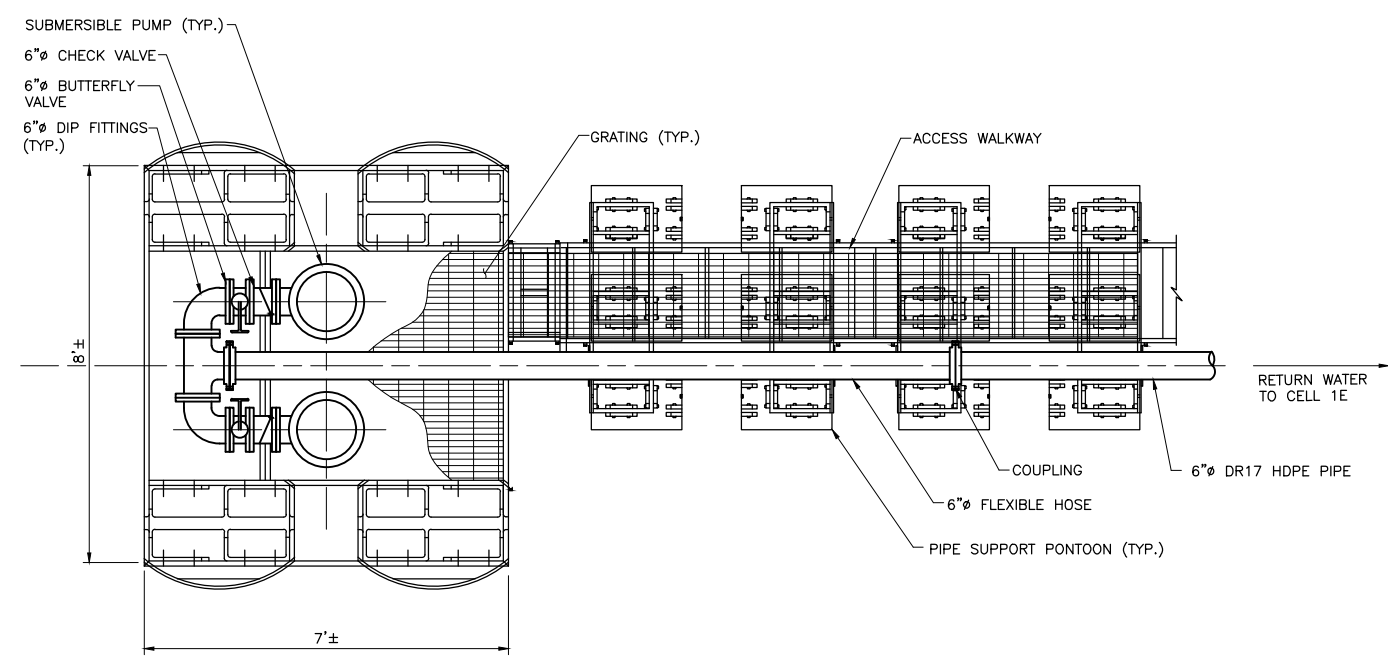 SUBMERSIBLE PUMP (TYP.)
6"ø CHECK VALVE
6"ø BUTTERFLY
VALVE
6"ø DIP FITTINGS
(TYP.)
GRATING (TYP.)
ACCESS WALKWAY
8'±
RETURN WATER
TO CELL 1E
COUPLING
6"ø DR17 HDPE PIPE
6"ø FLEXIBLE HOSE
PIPE SUPPORT PONTOON (TYP.)
7'±